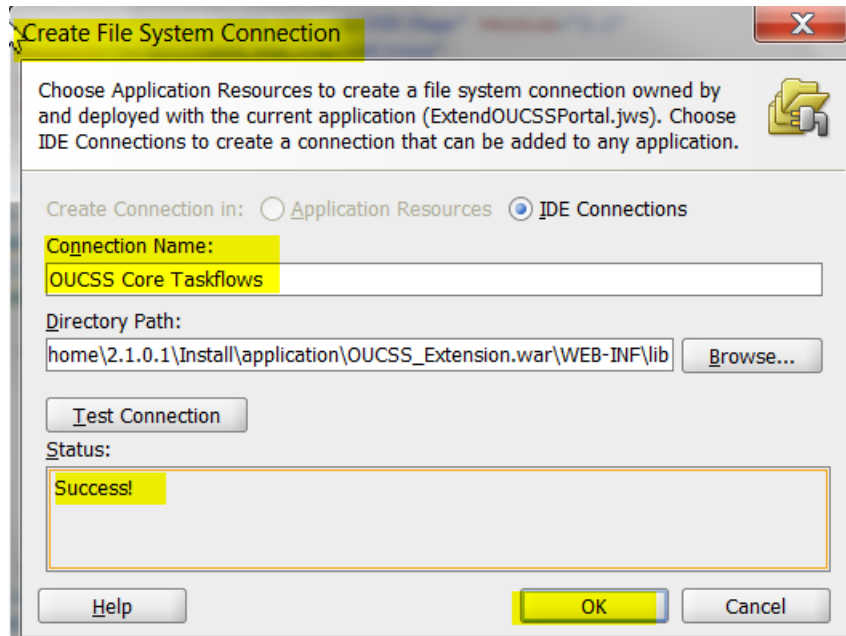 Create File System Connection
X
Choose Application Resources to create a file system connection owned by
and deployed with the current application (ExtendOUCSSPortal.jws). Choose
IDE Connections to create a connection that can be added to any application.
Create Connection in: Application Resources IDE Connections
Connection Name:
OUCSS Core Taskflows
Directory Path:
home\2.1.0.1\Install\application\OUCSS_Extension.war\WEB-INF\lib Browse...
Test Connection
Status:
Success!
Help OK Cancel